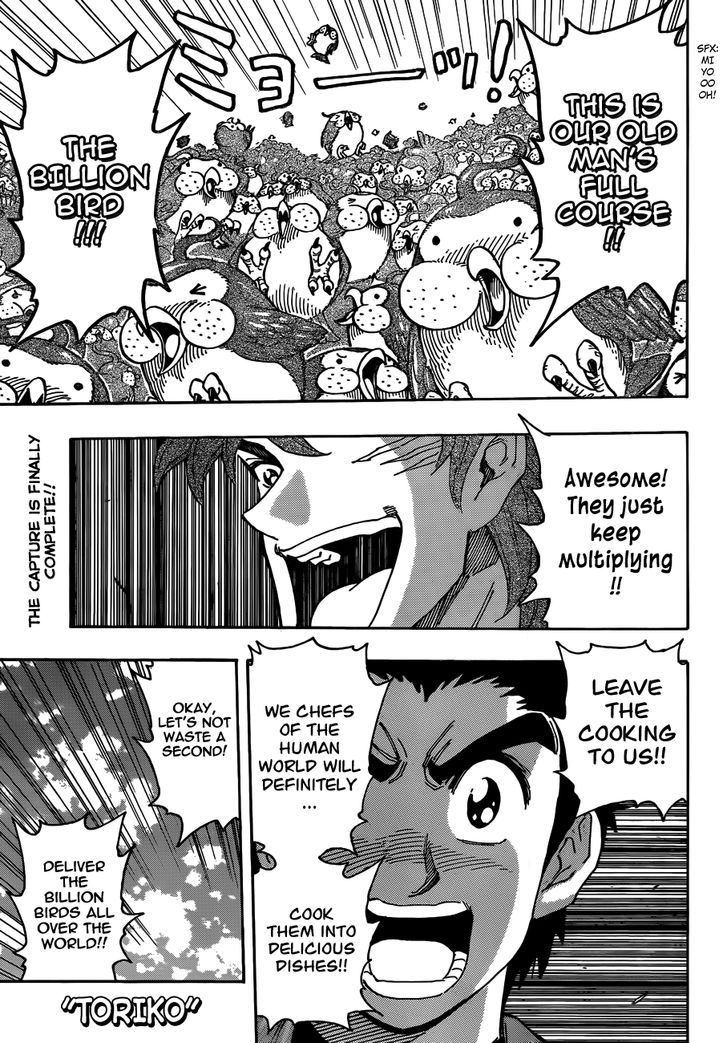 SFX:
MI
YO
OO
OH!
ミョーーッ!
THIS IS
OUR OLD
MAN'S
FULL
COURSE
!!
THE
BILLION
BIRD
!!!
AWESOME!
THEY JUST
KEEP
MULTIPLYING
!!
THE CAPTURE IS FINALLY
COMPLETE!!
LEAVE
THE
COOKING
TO US!!
WE CHEFS
OF THE
HUMAN
WORLD WILL
DEFINITELY
...
COOK
THEM INTO
DELICIOUS
DISHES!!
OKAY,
LET'S NOT
WASTE A
SECOND!
DELIVER
THE
BILLION
BIRDS ALL
OVER THE
WORLD!!
"TORIKO"